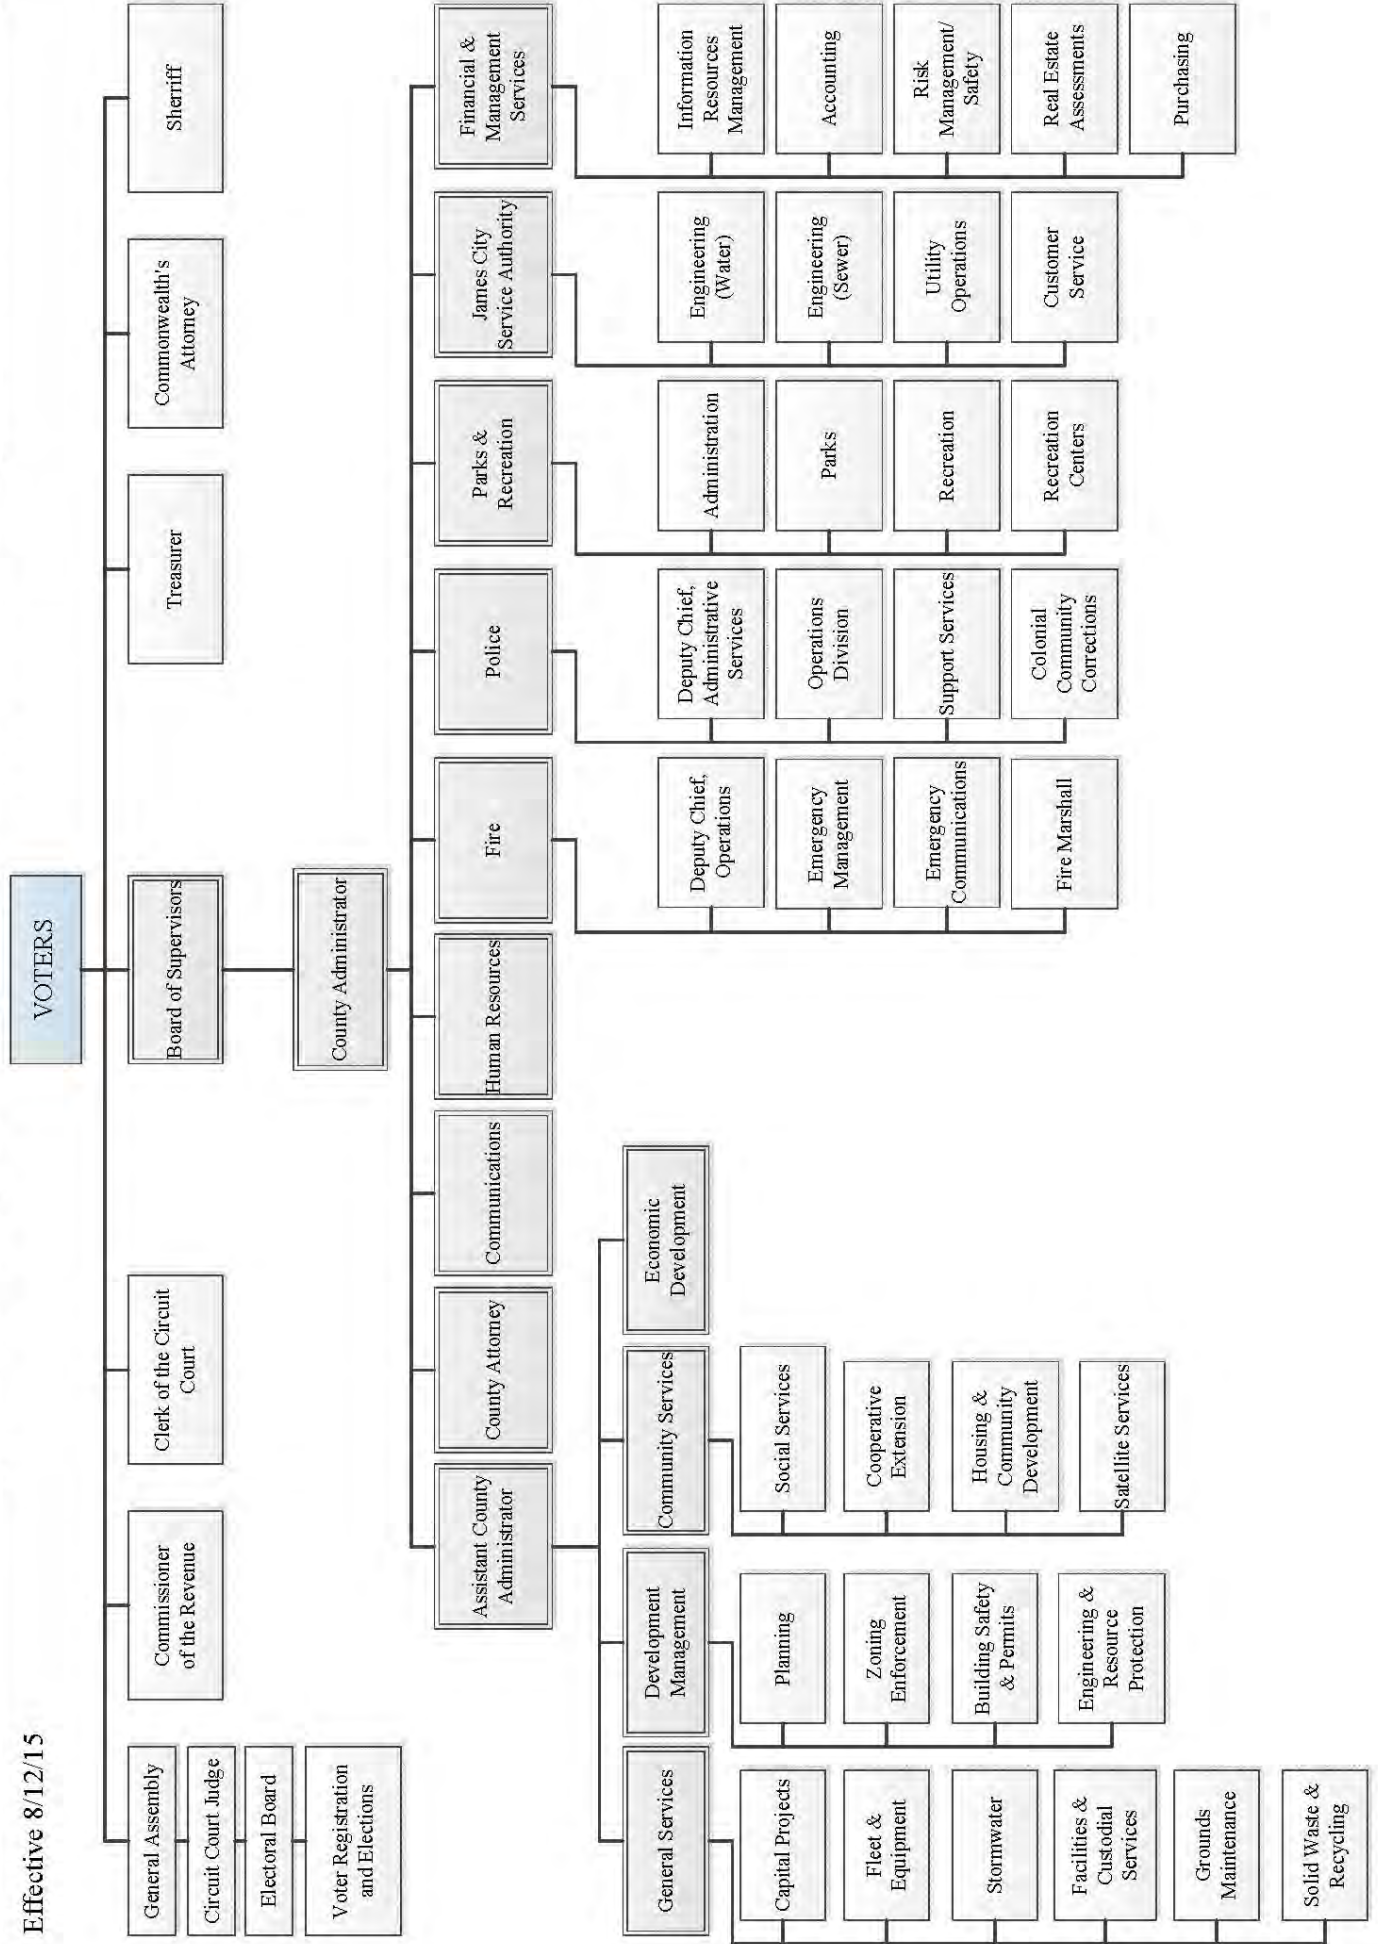 Effective 8/12/15
VOTERS
General Assembly
Circuit Court Judge
Electoral Board
Voter Registration
and Elections
Commissioner
of the Revenue
Clerk of the Circuit
Court
Board of Supervisors
Treasurer
Commonwealth's
Attorney
Sherriff
County Administrator
Assistant County
Administrator
County Attorney
Communications
Human Resources
Fire
Police
Parks &
Recreation
James City
Service Authority
Financial &
Management
Services
General Services
Capital Projects
Fleet &
Equipment
Stormwater
Facilities &
Custodial
Services
Grounds
Maintenance
Solid Waste &
Recycling
Development
Management
Planning
Zoning
Enforcement
Building Safety
& Permits
Engineering &
Resource
Protection
Community Services
Social Services
Cooperative
Extension
Housing &
Community
Development
Satellite Services
Economic
Development
Deputy Chief,
Operations
Emergency
Management
Emergency
Communications
Fire Marshall
Deputy Chief,
Administrative
Services
Operations
Division
Support Services
Colonial
Community
Corrections
Administration
Parks
Recreation
Recreation
Centers
Engineering
(Water)
Engineering
(Sewer)
Utility
Operations
Customer
Service
Information
Resources
Management
Accounting
Risk
Management/
Safety
Real Estate
Assessments
Purchasing